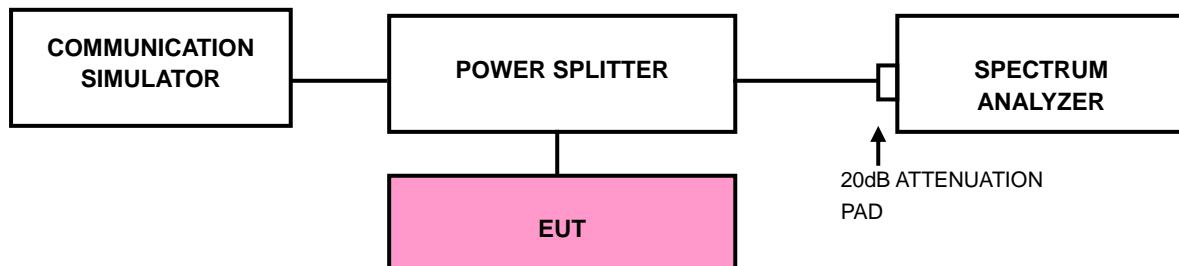 COMMUNICATION
SIMULATOR
POWER SPLITTER
SPECTRUM
ANALYZER
20dB ATTENUATION
PAD
EUT